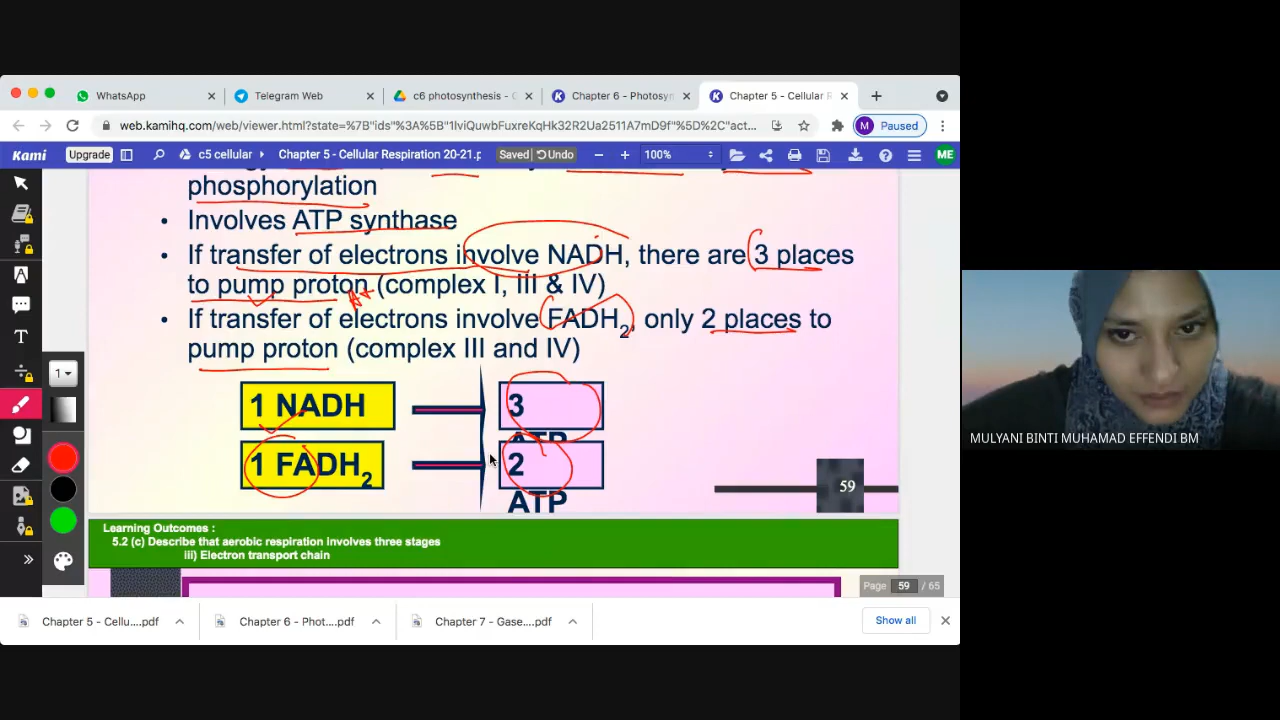 WhatsApp
Telegram Web
c6 photosynthesis - G
Chapter 6 - Photosyn
Chapter 5 - Cellular R
web.kamihq.com/web/viewer.html?state=%7B"ids"%3A%5B"1lviQuwbFuxreKqHk32R2Ua2511A7mD9f"%5D%2C"act...
M Paused
Kami
Upgrade
c5 cellular
Chapter 5 - Cellular Respiration 20-21.p
Saved
Undo
100%
ME
phosphorylation
• Involves ATP synthase
• If transfer of electrons involve NADH, there are 3 places
to pump proton (complex I, III & IV)
• If transfer of electrons involve FADH2, only 2 places to
pump proton (complex III and IV)
1 NADH
3
ATP
1 FADH2
2
ATP
59
1
Learning Outcomes :
5.2 (c) Describe that aerobic respiration involves three stages
iii) Electron transport chain
Page 59 / 65
Chapter 5 - Cellu....pdf
Chapter 6 - Phot....pdf
Chapter 7 - Gase....pdf
Show all
MULYANI BINTI MUHAMAD EFFENDI BM